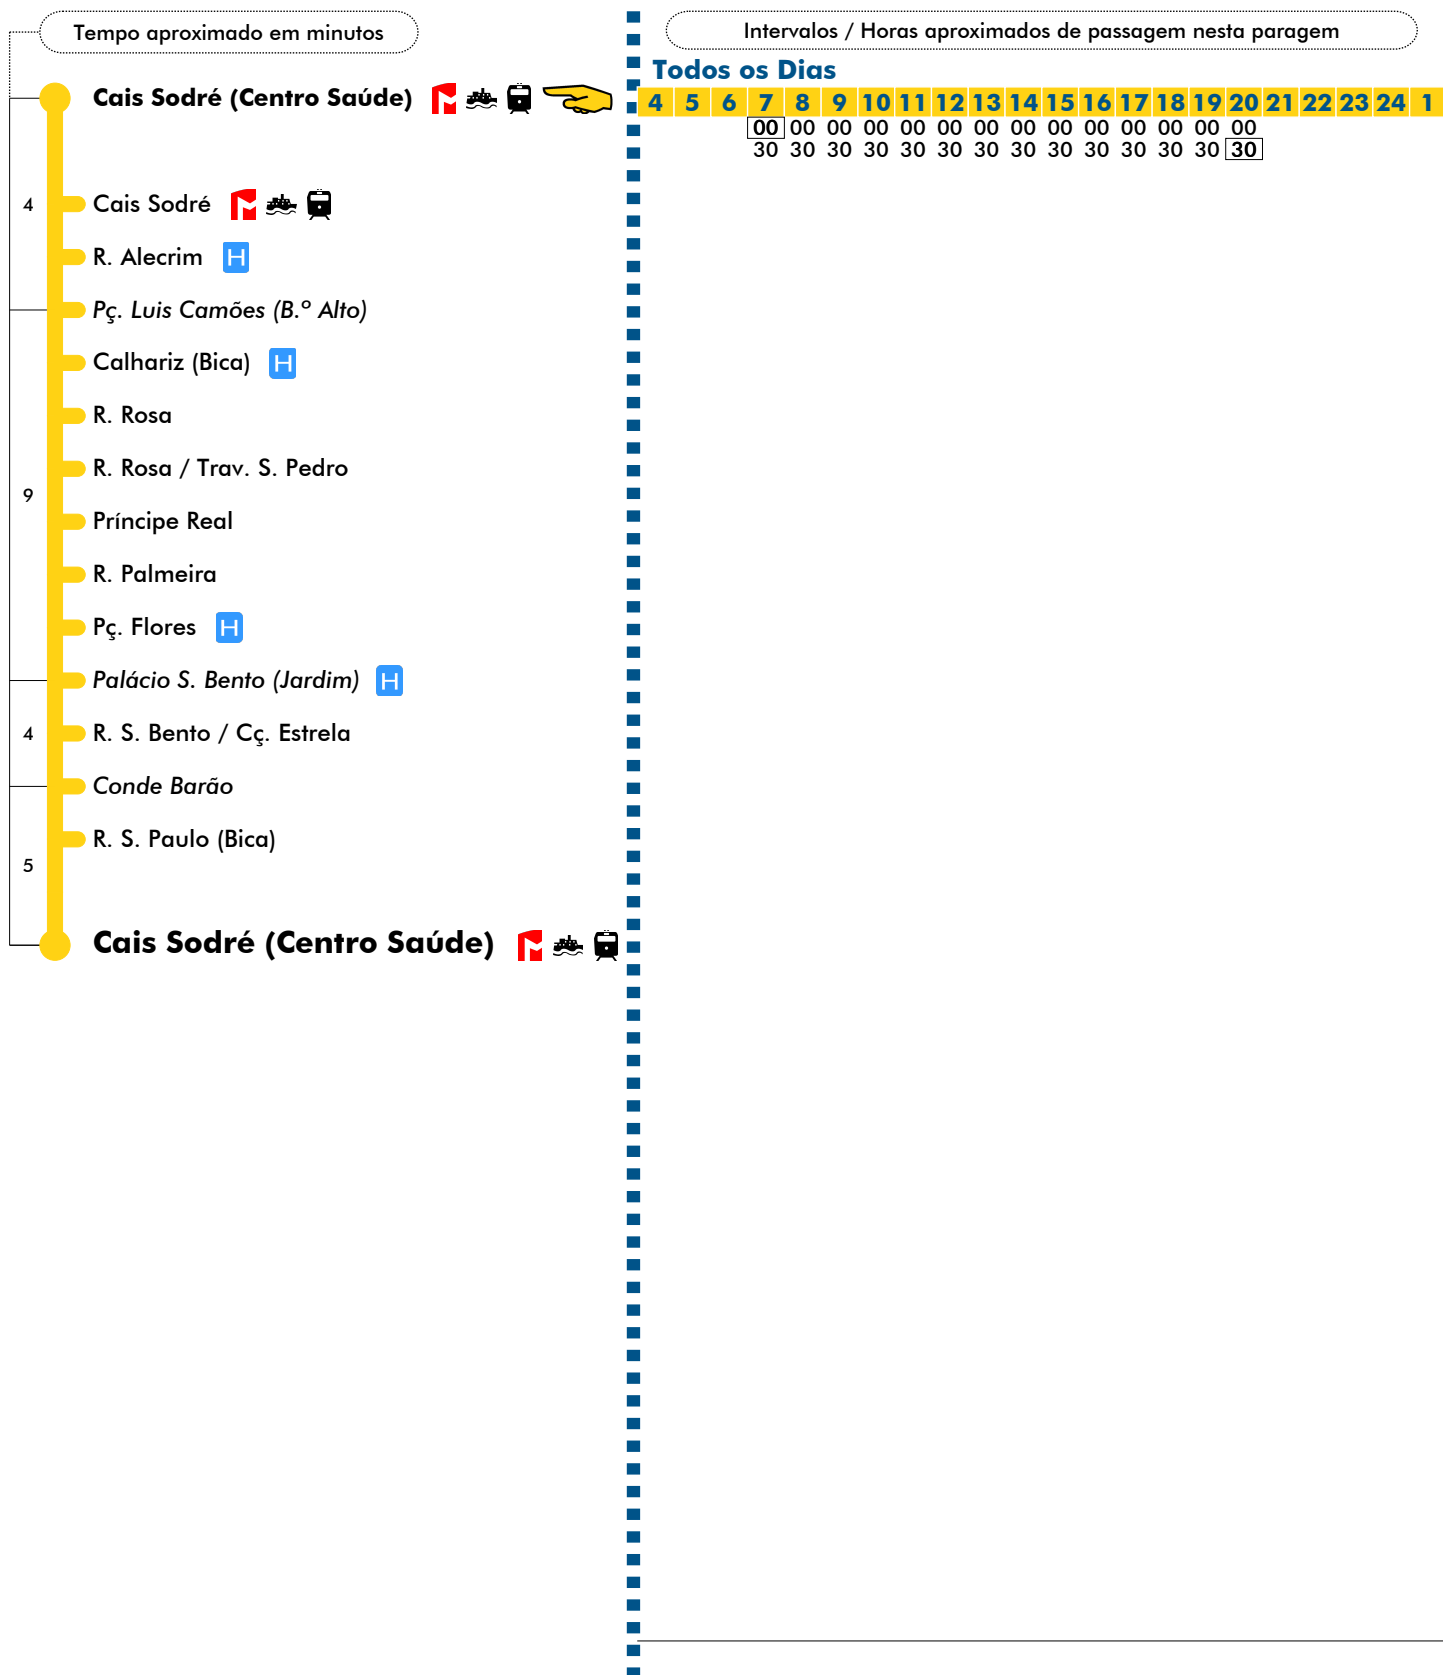 Tempo aproximado em minutos
Cais Sodré (Centro Saúde)
4
Cais Sodré
R. Alecrim H
Pç. Luis Camões (B.º Alto)
Calhariz (Bica) H
R. Rosa
R. Rosa / Trav. S. Pedro
9
Príncipe Real
R. Palmeira
Pç. Flores H
Palácio S. Bento (Jardim) H
4
R. S. Bento / Cç. Estrela
Conde Barão
R. S. Paulo (Bica)
5
Cais Sodré (Centro Saúde)
Intervalos / Horas aproximados de passagem nesta paragem
Todos os Dias
4 5 6 7 8 9 10 11 12 13 14 15 16 17 18 19 20 21 22 23 24 1
00 00 00 00 00 00 00 00 00 00 00 00 00 00
30 30 30 30 30 30 30 30 30 30 30 30 30 30